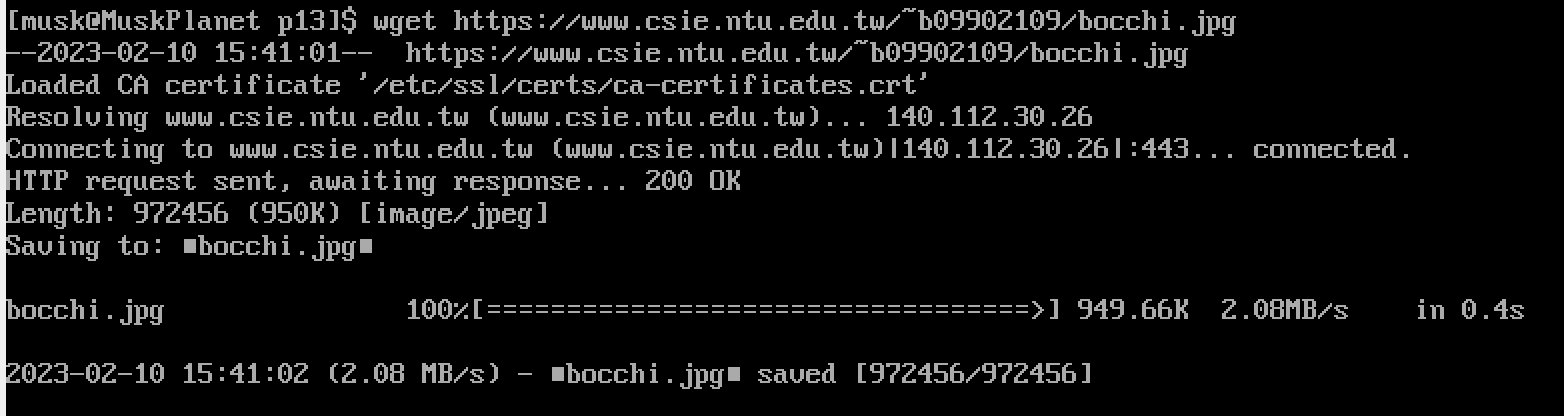 [musk@MuskPlanet p13]$ wget https://www.csie.ntu.edu.tw/~b09902109/bocchi.jpg
--2023-02-10 15:41:01--  https://www.csie.ntu.edu.tw/~b09902109/bocchi.jpg
Loaded CA certificate '/etc/ssl/certs/ca-certificates.crt'
Resolving www.csie.ntu.edu.tw (www.csie.ntu.edu.tw)... 140.112.30.26
Connecting to www.csie.ntu.edu.tw (www.csie.ntu.edu.tw)|140.112.30.26|:443... connected.
HTTP request sent, awaiting response... 200 OK
Length: 972456 (950K) [image/jpeg]
Saving to: ■bocchi.jpg■
bocchi.jpg                100%[==================================>] 949.66K  2.08MB/s    in 0.4s
2023-02-10 15:41:02 (2.08 MB/s) - ■bocchi.jpg■ saved [972456/972456]